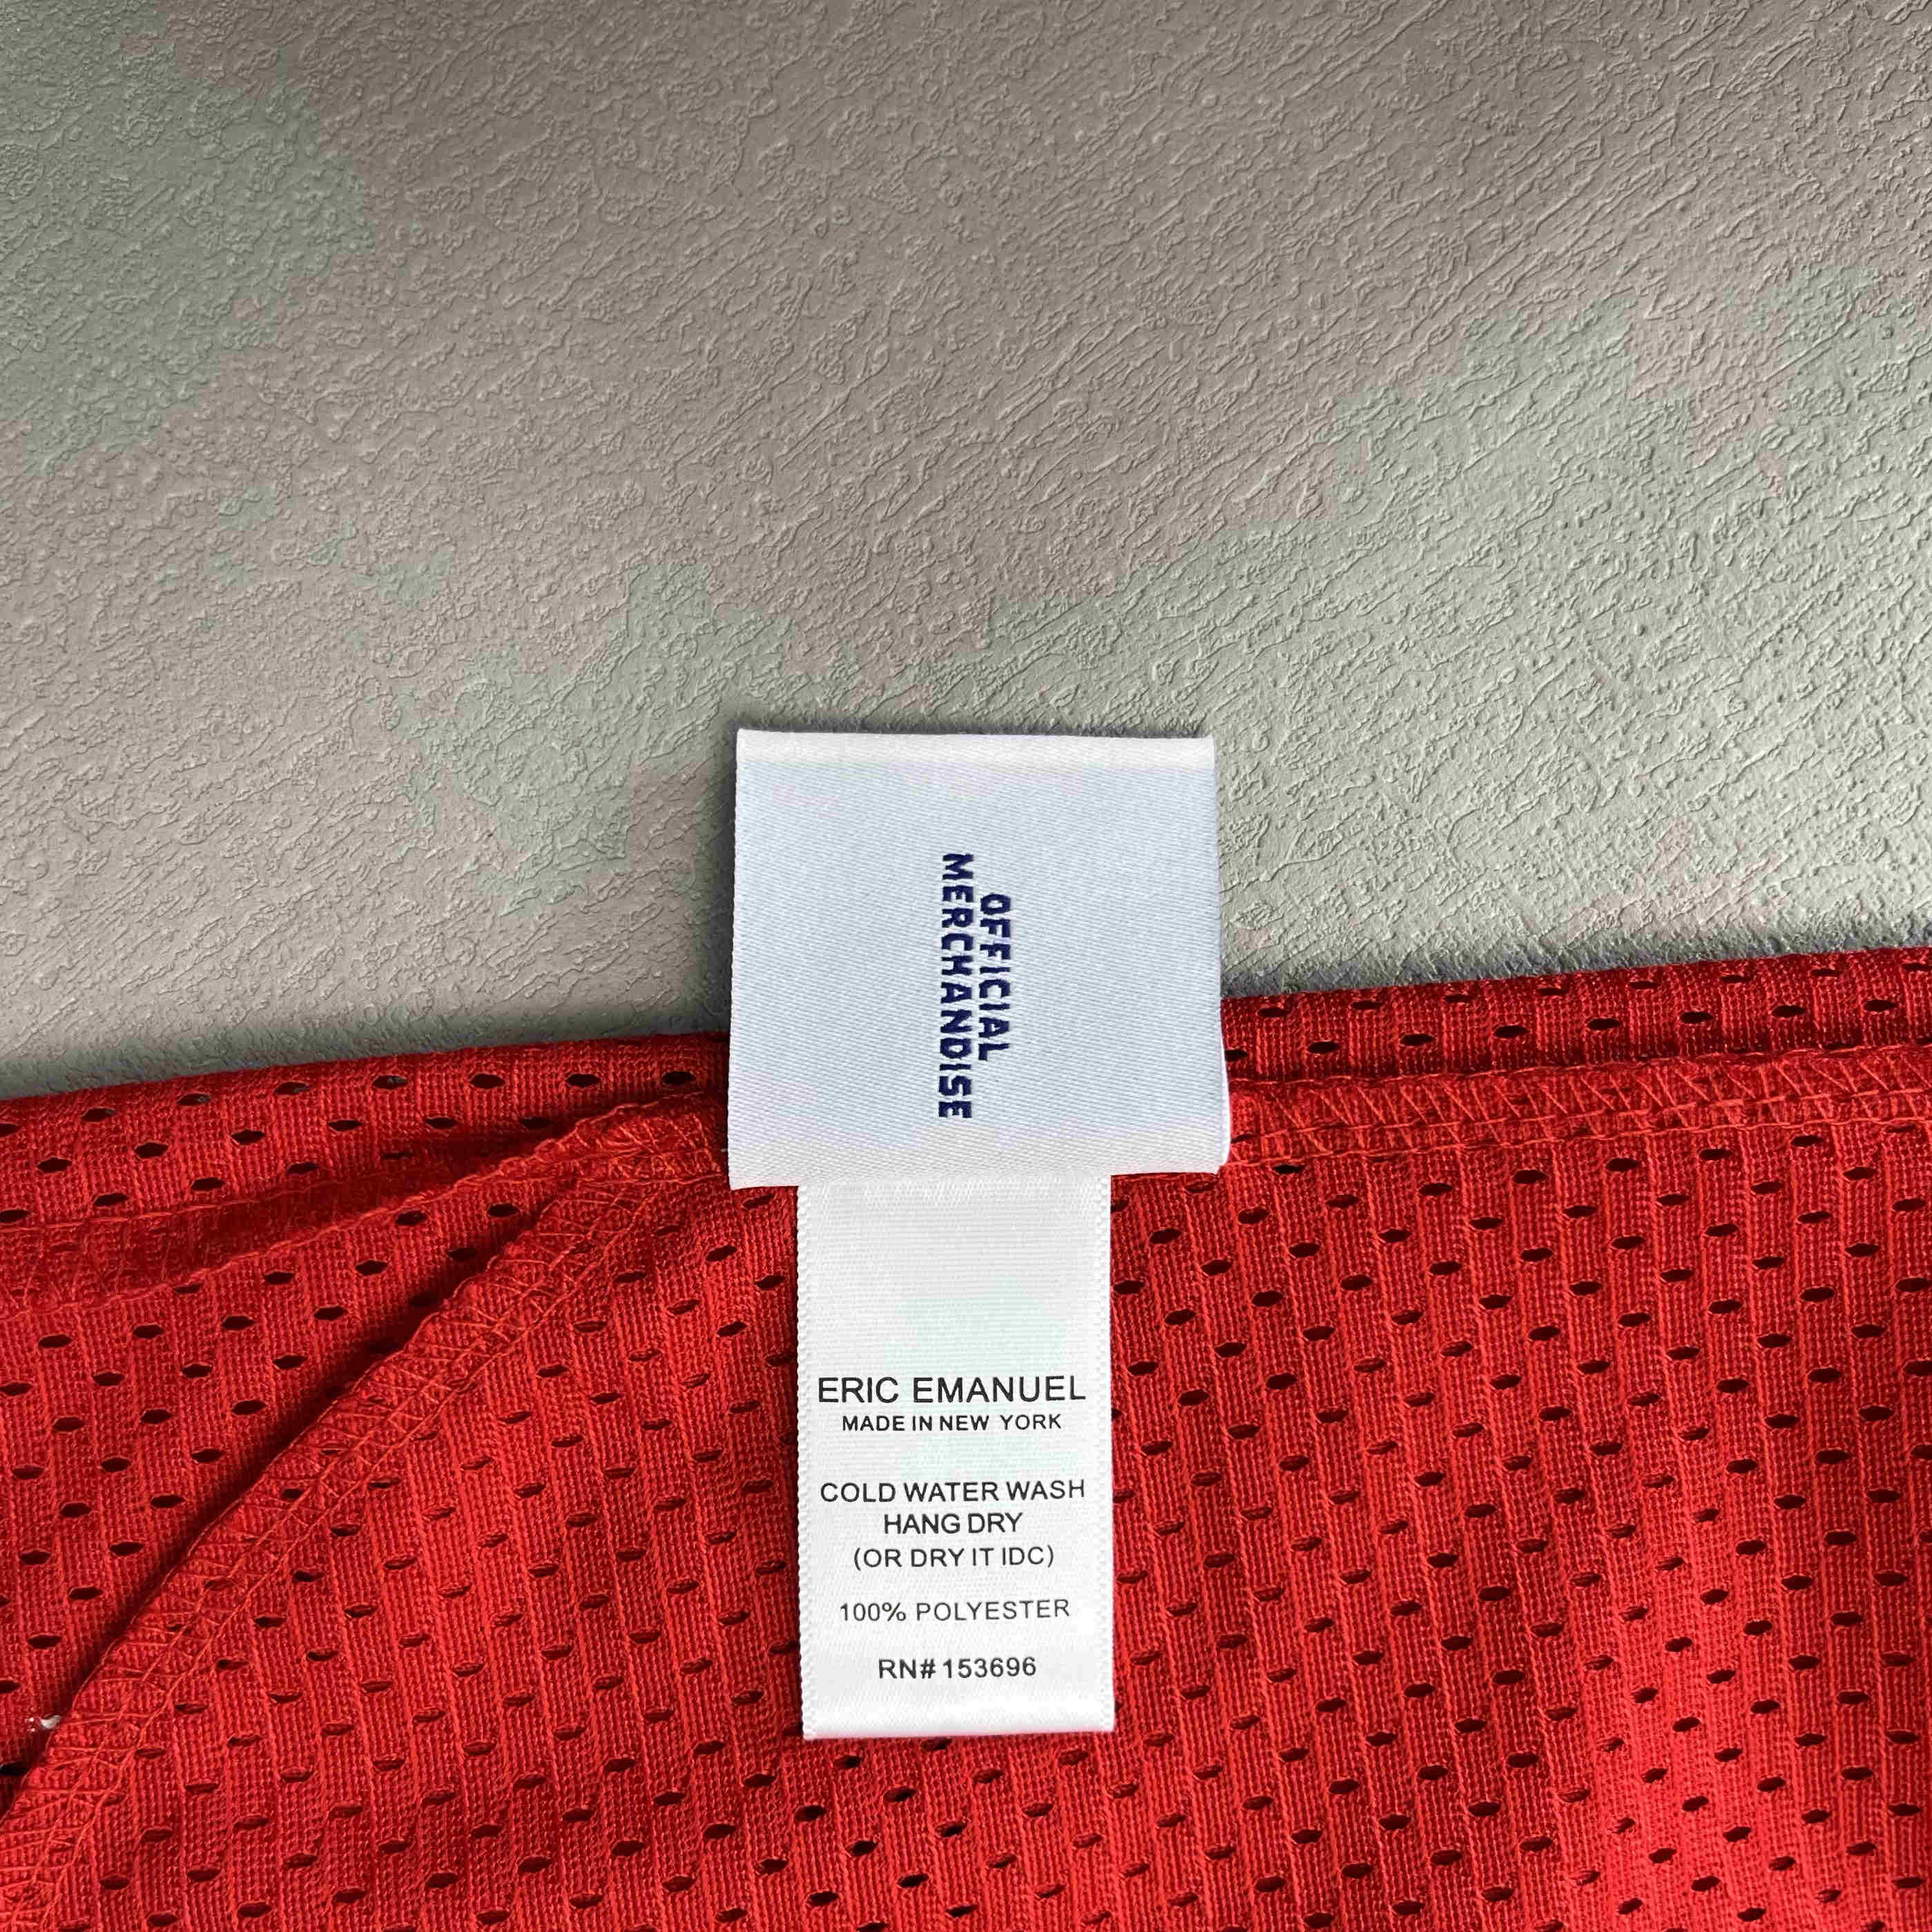 OFFICIAL
MERCHANDISE
ERIC EMANUEL
MADE IN NEW YORK
COLD WATER WASH
HANG DRY
(OR DRY IT IDC)
100% POLYESTER
RN# 153696